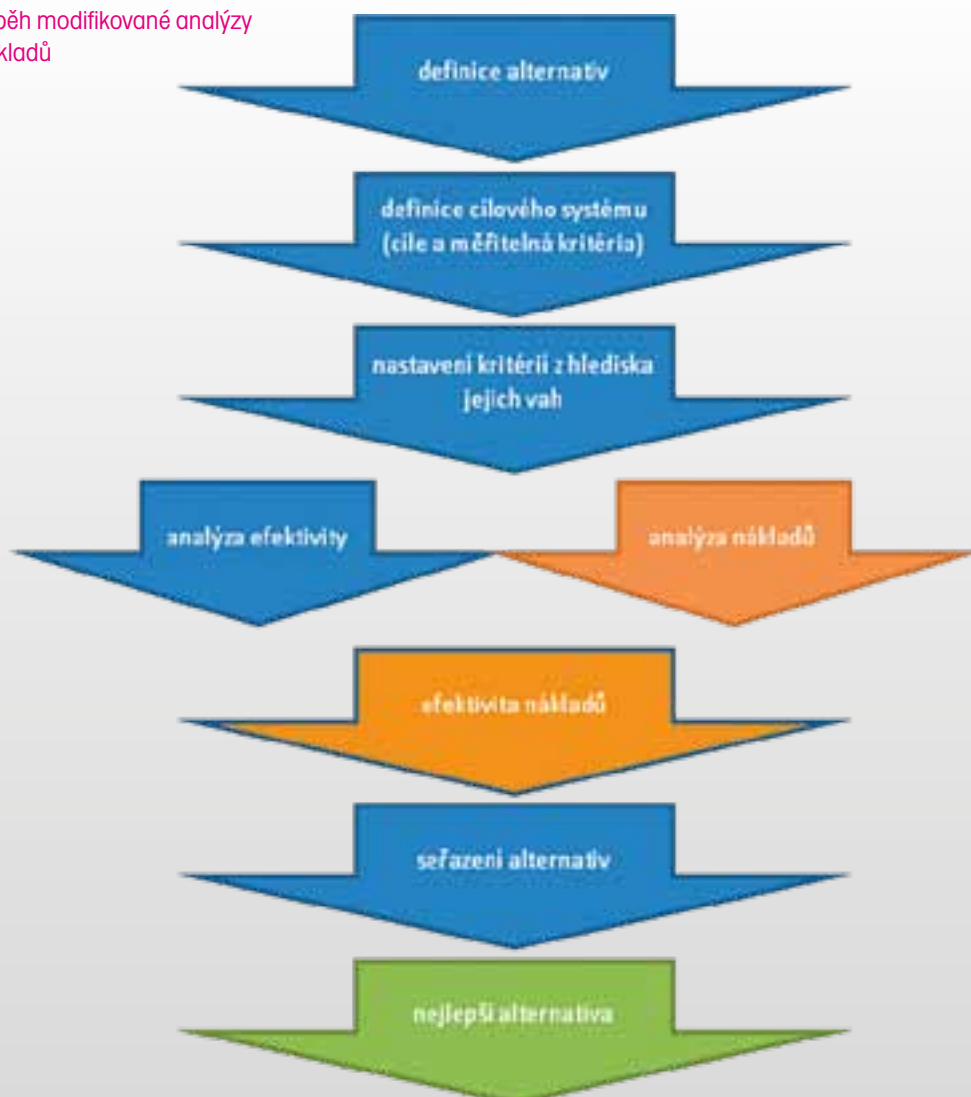 běh modifikované analýzy
kladů
definice alternativ
definice cílového systému
(cíle a měřitelná kritéria)
nastavení kritérií z hlediska
jejich vah
analýza efektivity
analýza nákladů
efektivita nákladů
seřazení alternativ
nejlepší alternativa